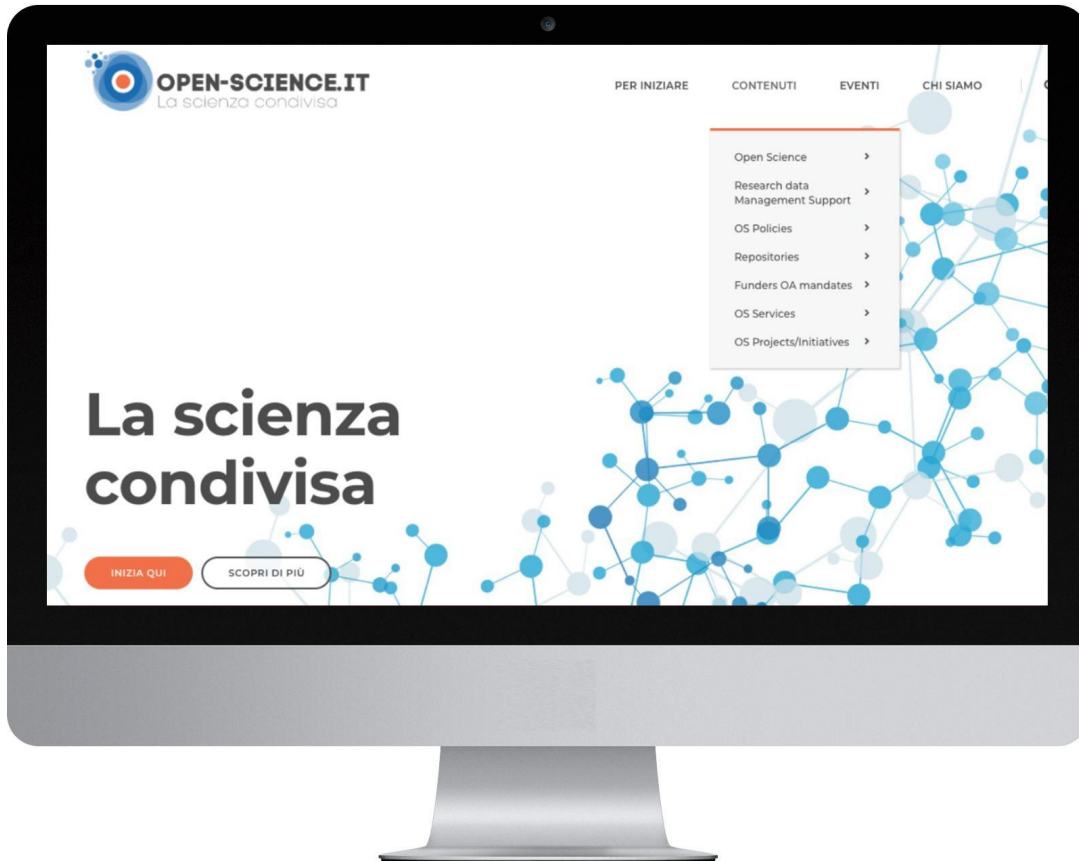 OPEN-SCIENCE.IT
La scienza condivisa
PER INIZIARE
CONTENUTI
EVENTI
CHI SIAMO
Open Science
Research data
Management Support
OS Policies
Repositories
Funders OA mandates
OS Services
OS Projects/Initiatives
La scienza
condivisa
INIZIA QUI
SCOPRI DI PIÙ